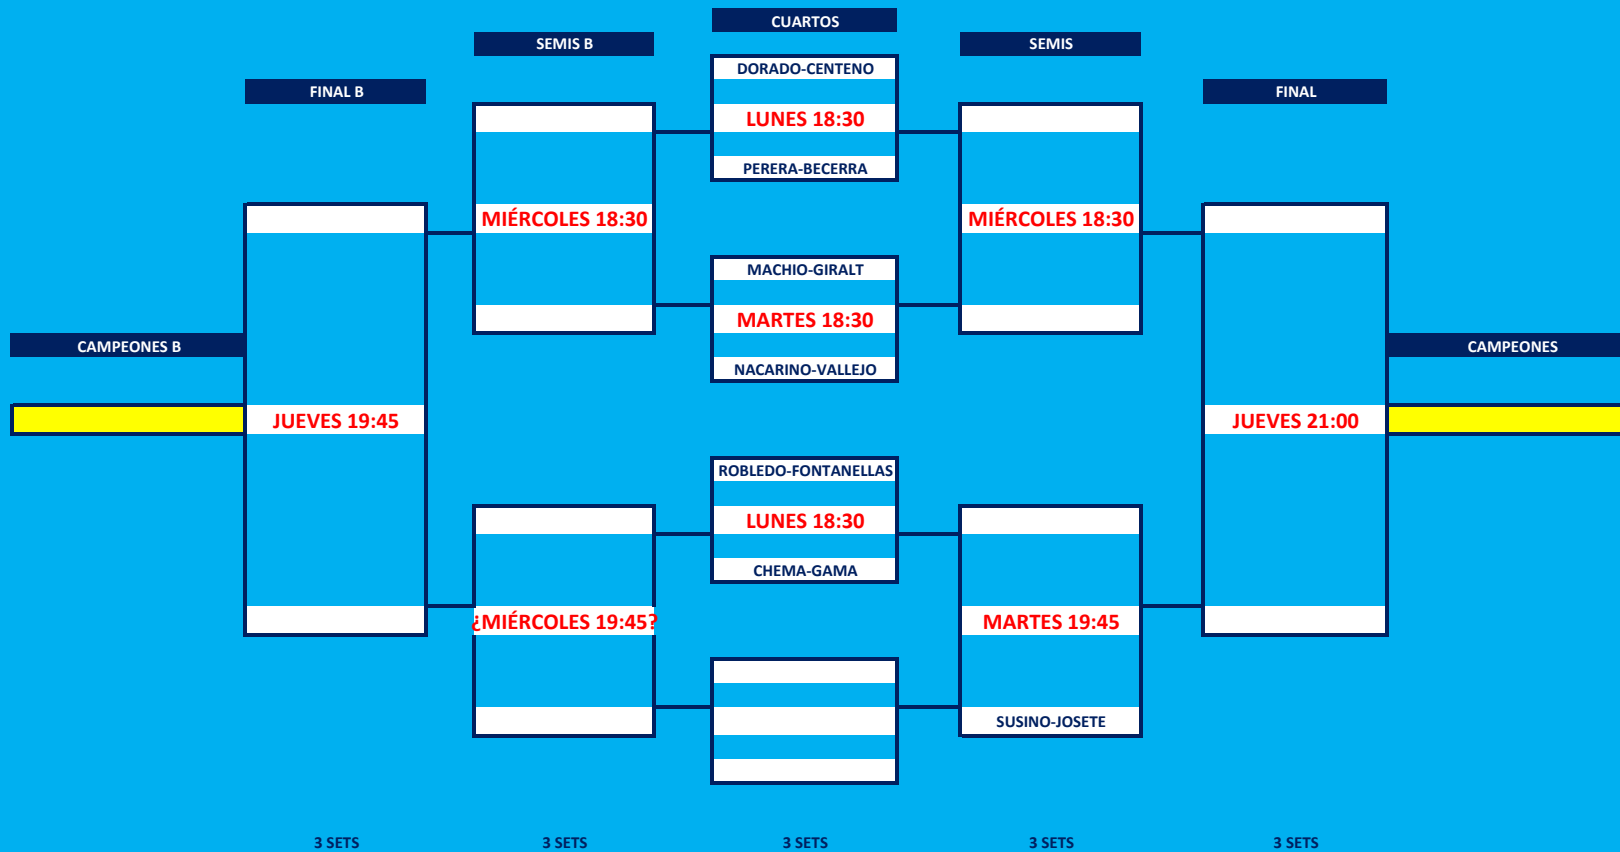 CUARTOS
SEMIS B
SEMIS
DORADO-CENTENO
FINAL B
FINAL
LUNES 18:30
PERERA-BECERRA
MIÉRCOLES 18:30
MIÉRCOLES 18:30
MACHIO-GIRALT
MARTES 18:30
CAMPEONES B
CAMPEONES
NACARINO-VALLEJO
JUEVES 19:45
JUEVES 21:00
ROBLEDO-FONTANELLAS
LUNES 18:30
CHEMA-GAMA
¿MIÉRCOLES 19:45?
MARTES 19:45
SUSINO-JOSETE
3 SETS
3 SETS
3 SETS
3 SETS
3 SETS